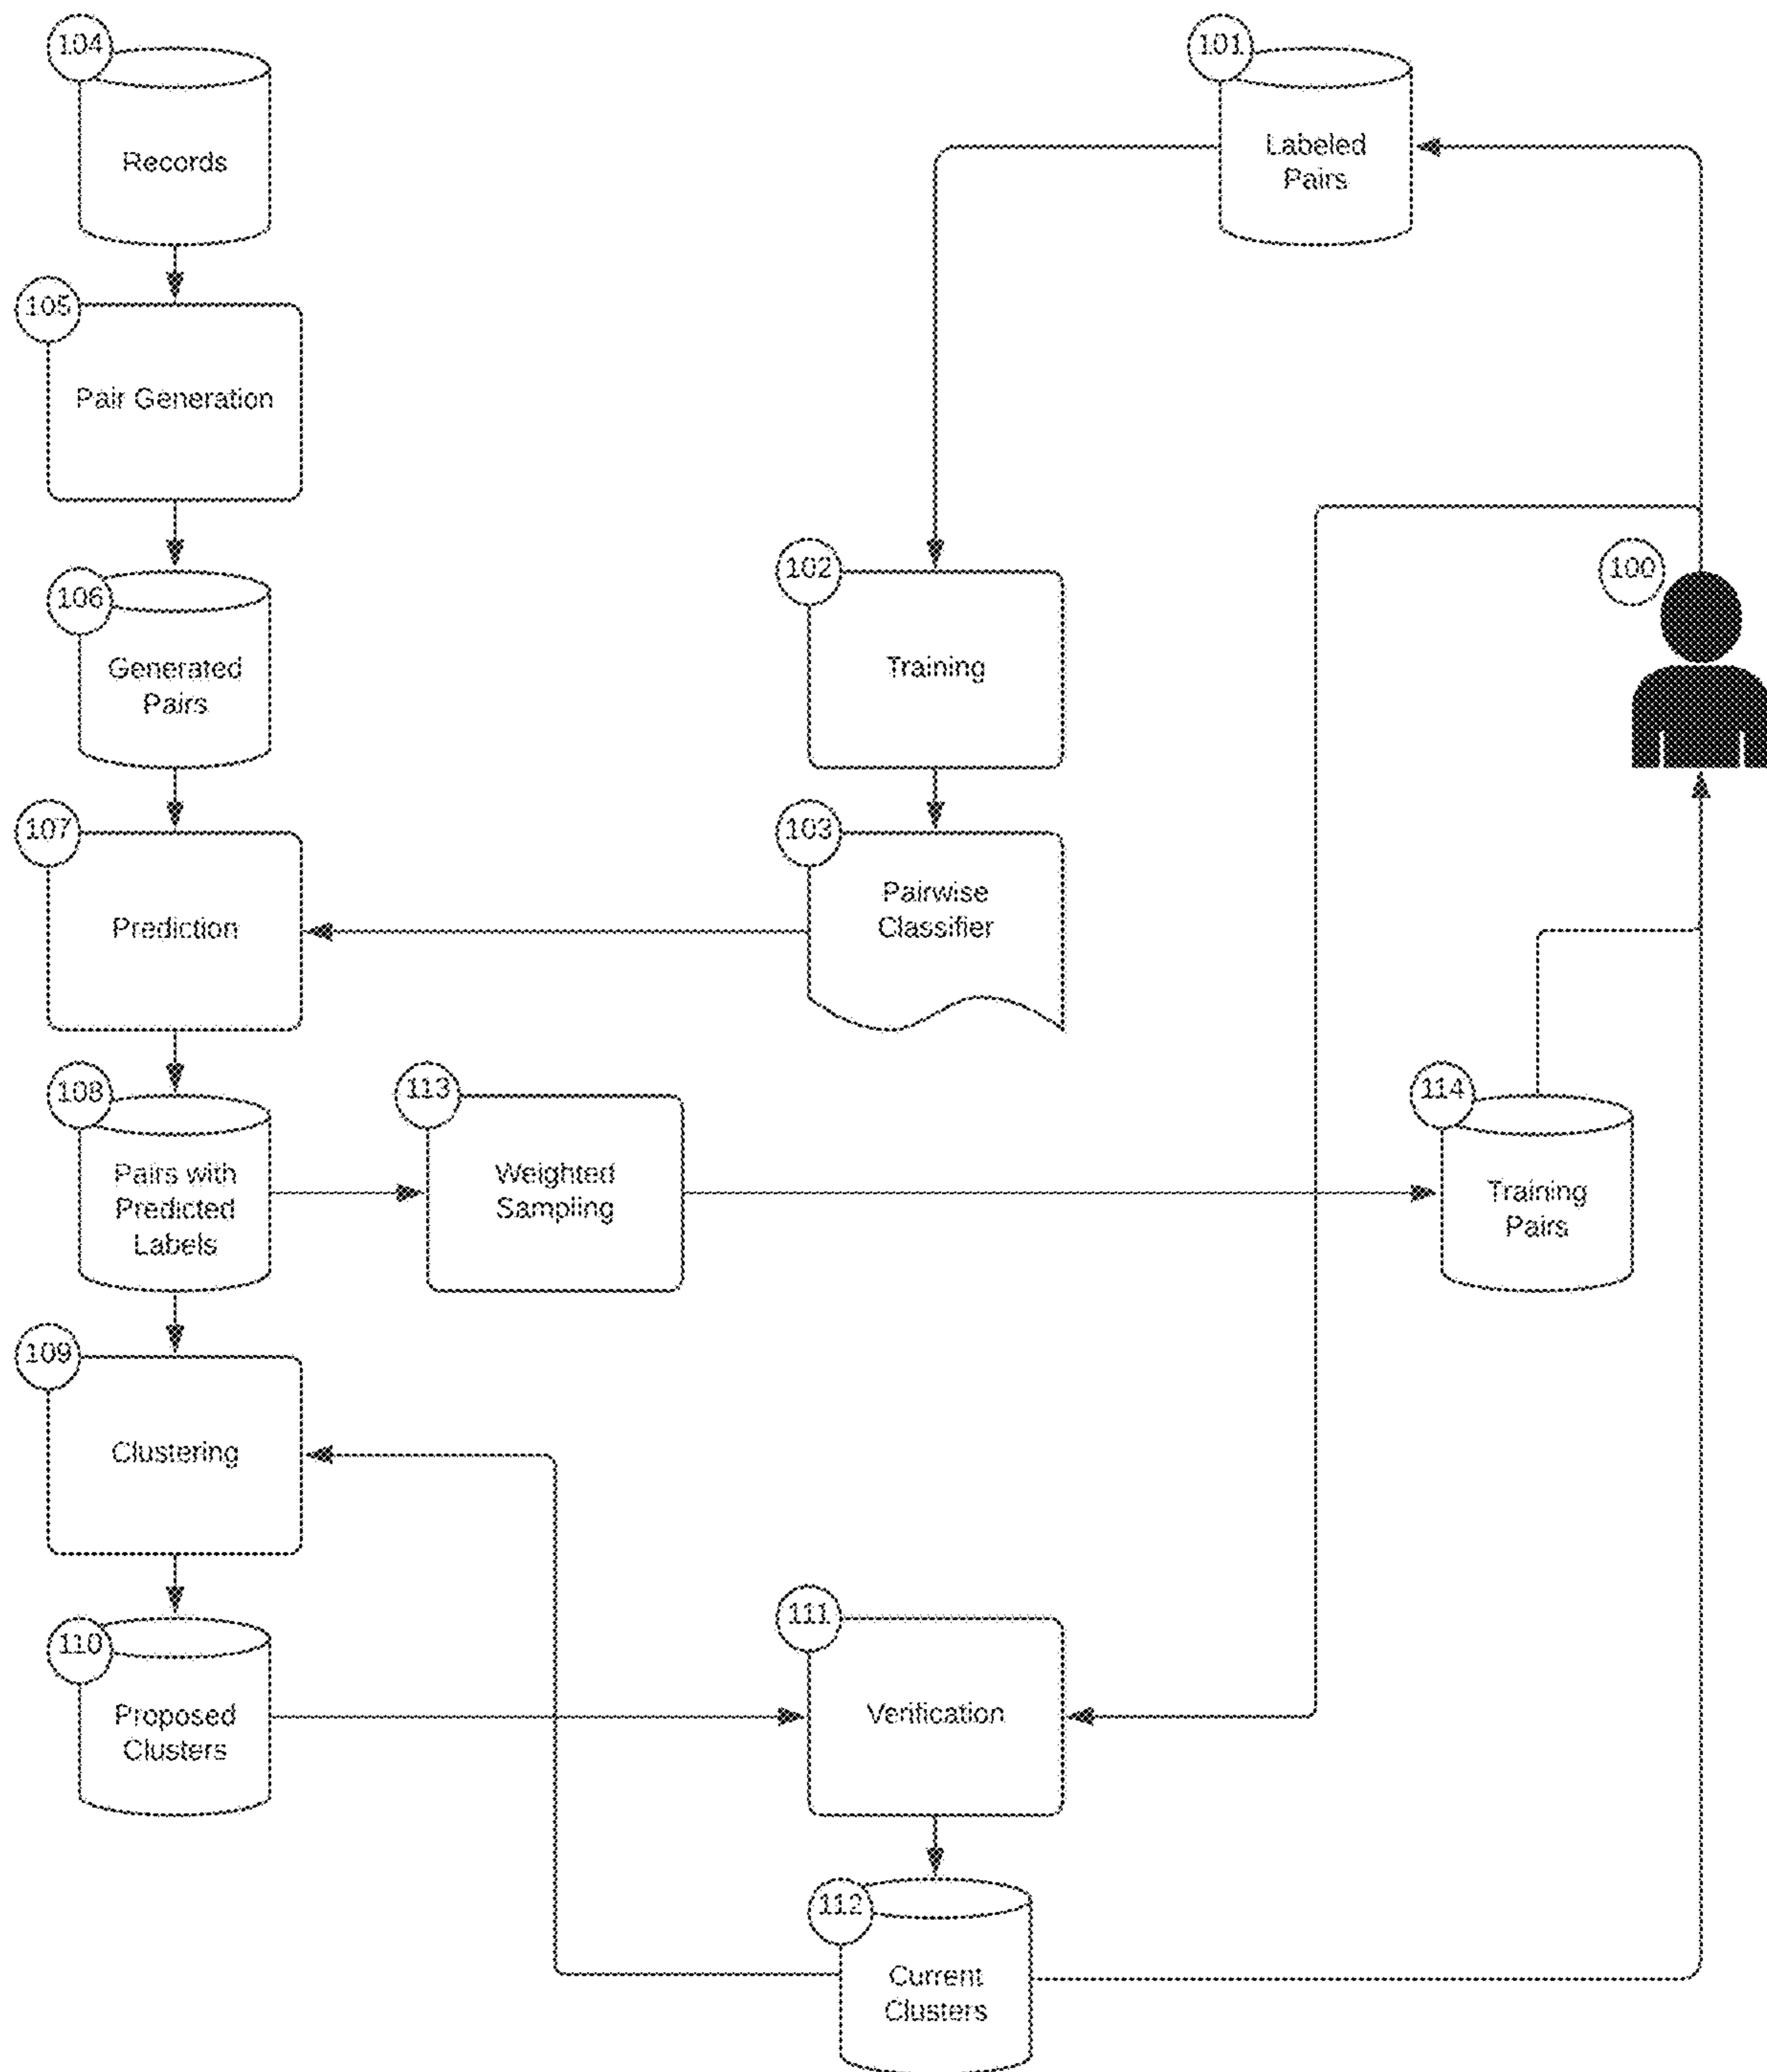 104
Records
101
Labeled
Pairs
105
Pair Generation
106
Generated
Pairs
102
Training
100
107
Prediction
103
Pairwise
Classifier
108
Pairs with
Predicted
Labels
113
Weighted
Sampling
114
Training
Pairs
109
Clustering
110
Proposed
Clusters
111
Verification
112
Current
Clusters